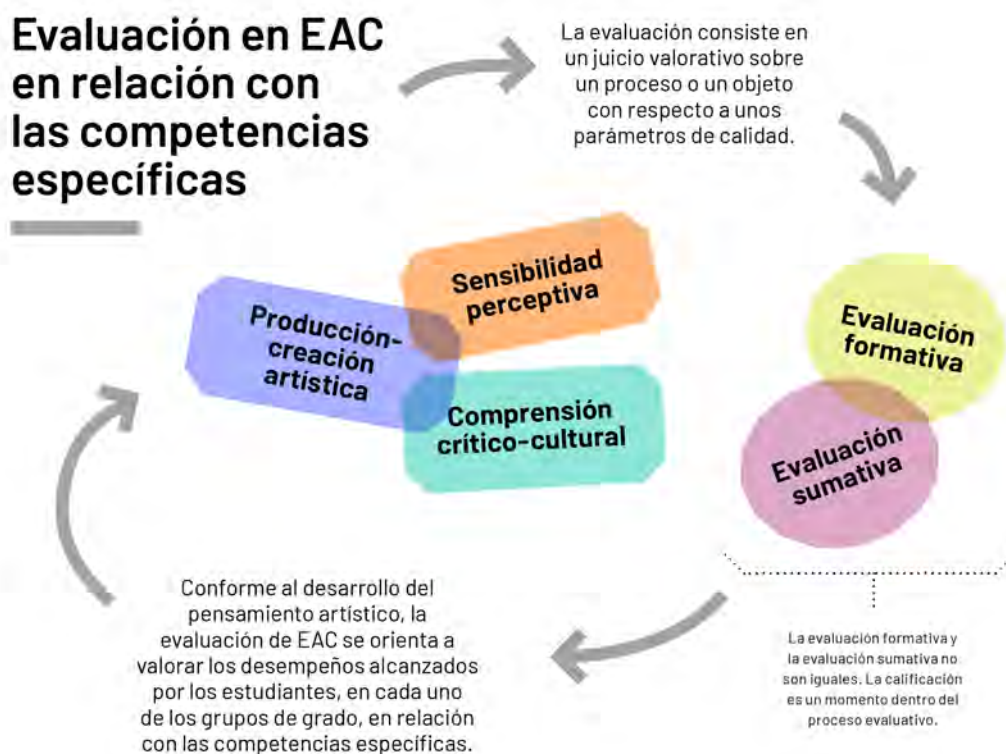 Evaluación en EAC
en relación con
las competencias
específicas
La evaluación consiste en
un juicio valorativo sobre
un proceso o un objeto
con respecto a unos
parámetros de calidad.
Evaluación
formativa
Evaluación
sumativa
La evaluación formativa y
la evaluación sumativa no
son iguales. La calificación
es un momento dentro del
proceso evaluativo.
Conforme al desarrollo del
pensamiento artístico, la
evaluación de EAC se orienta a
valorar los desempeños alcanzados
por los estudiantes, en cada uno
de los grupos de grado, en relación
con las competencias específicas.
Producción-
creación
artística
Sensibilidad
perceptiva
Comprensión
crítico-cultural